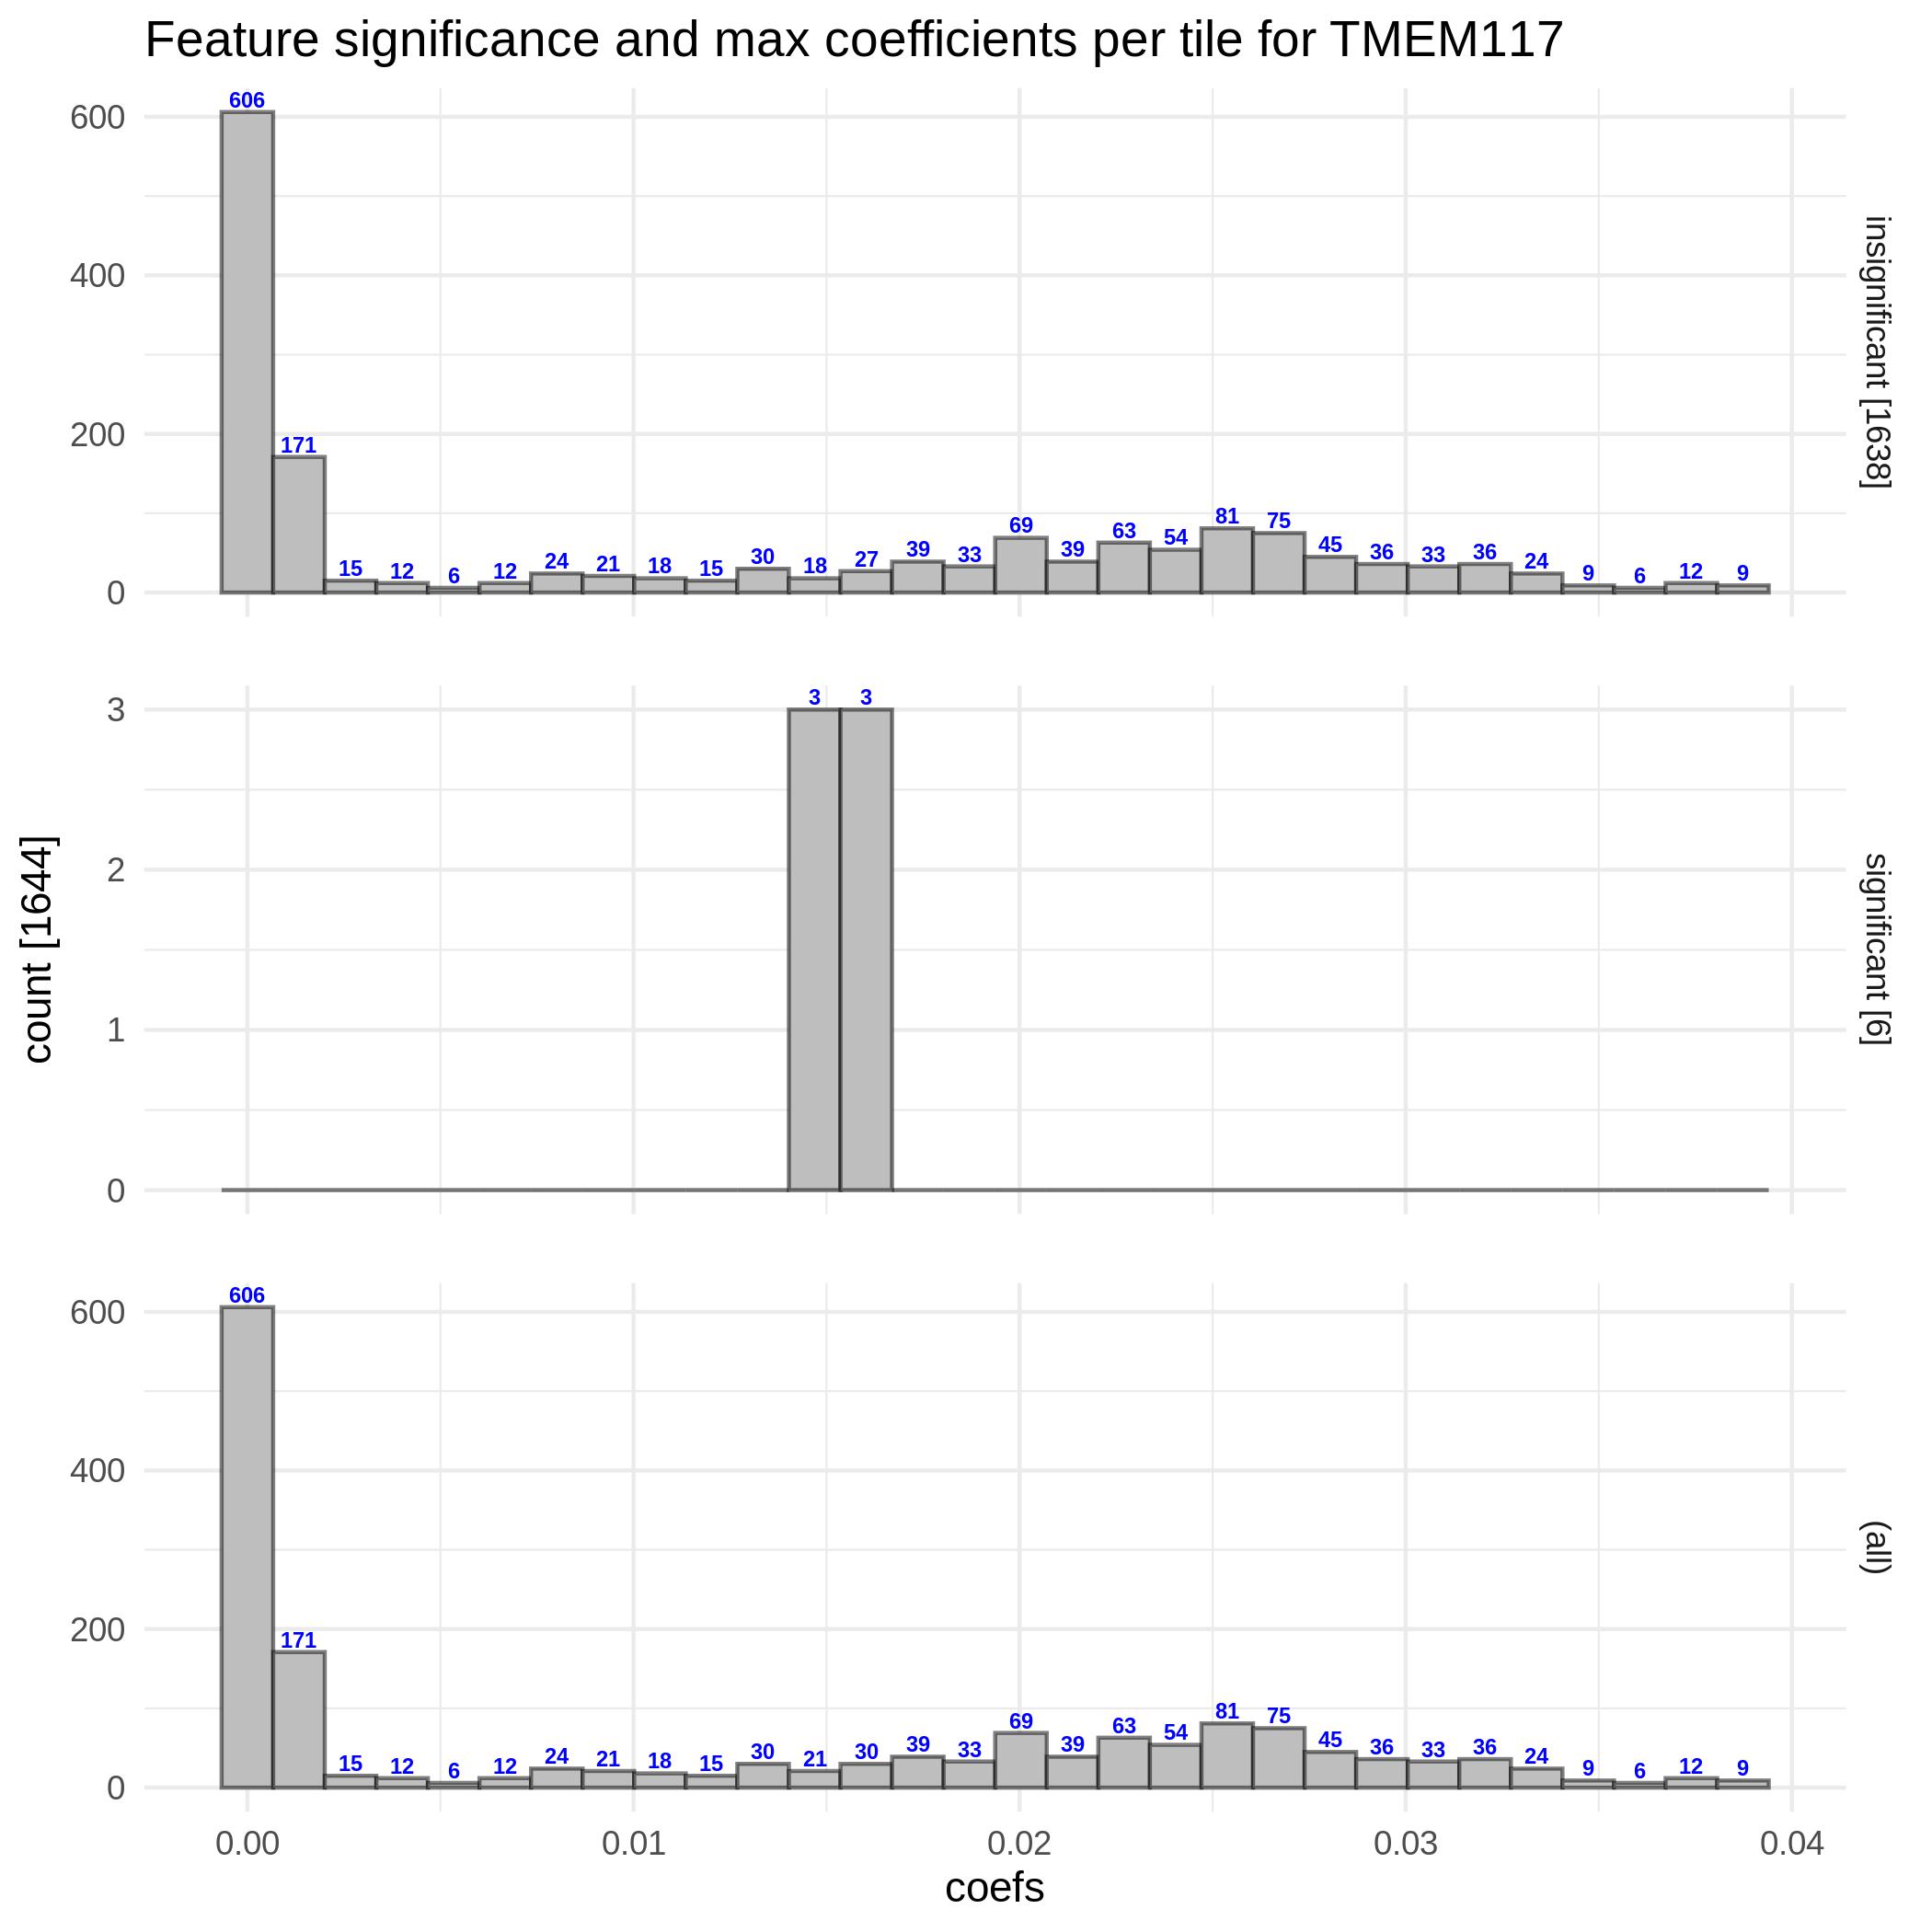 Feature significance and max coefficients per tile for TMEM117
606
600
400
200
0
171
15 12 6 12 24 21 18 15 30 18 27 39 33 69 39 63 54 81 75 45 36 33 36 24 9 6 12 9
insignificant [1638]
count [1644]
3 3
3
2
1
0
significant [6]
606
600
400
200
0
171
15 12 6 12 24 21 18 15 30 21 30 39 33 69 39 63 54 81 75 45 36 33 36 24 9 6 12 9
(all)
0.00 0.01 0.02 0.03 0.04
coefs